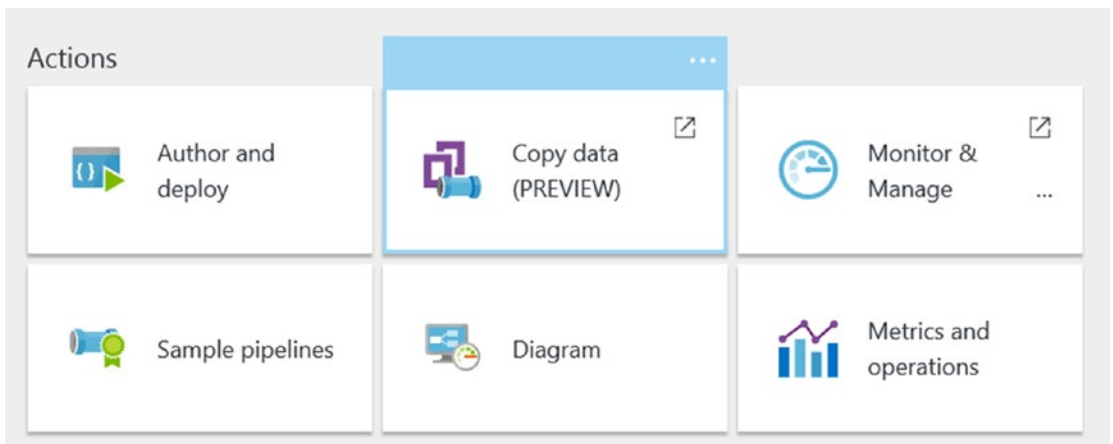 Actions
Author and
deploy
Copy data
(PREVIEW)
Monitor &
Manage
...
Sample pipelines
Diagram
Metrics and
operations